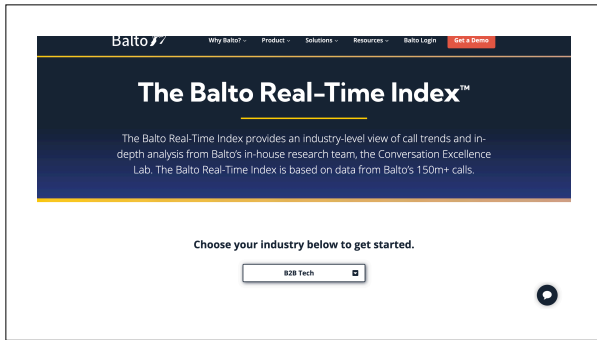 Balto Why Balto? Product Solutions Resources Balto Login Get a Demo
The Balto Real-Time Index™
The Balto Real-Time Index provides an industry-level view of call trends and in-
depth analysis from Balto's in-house research team, the Conversation Excellence
Lab. The Balto Real-Time Index is based on data from Balto's 150m+ calls.
Choose your industry below to get started.
B2B Tech